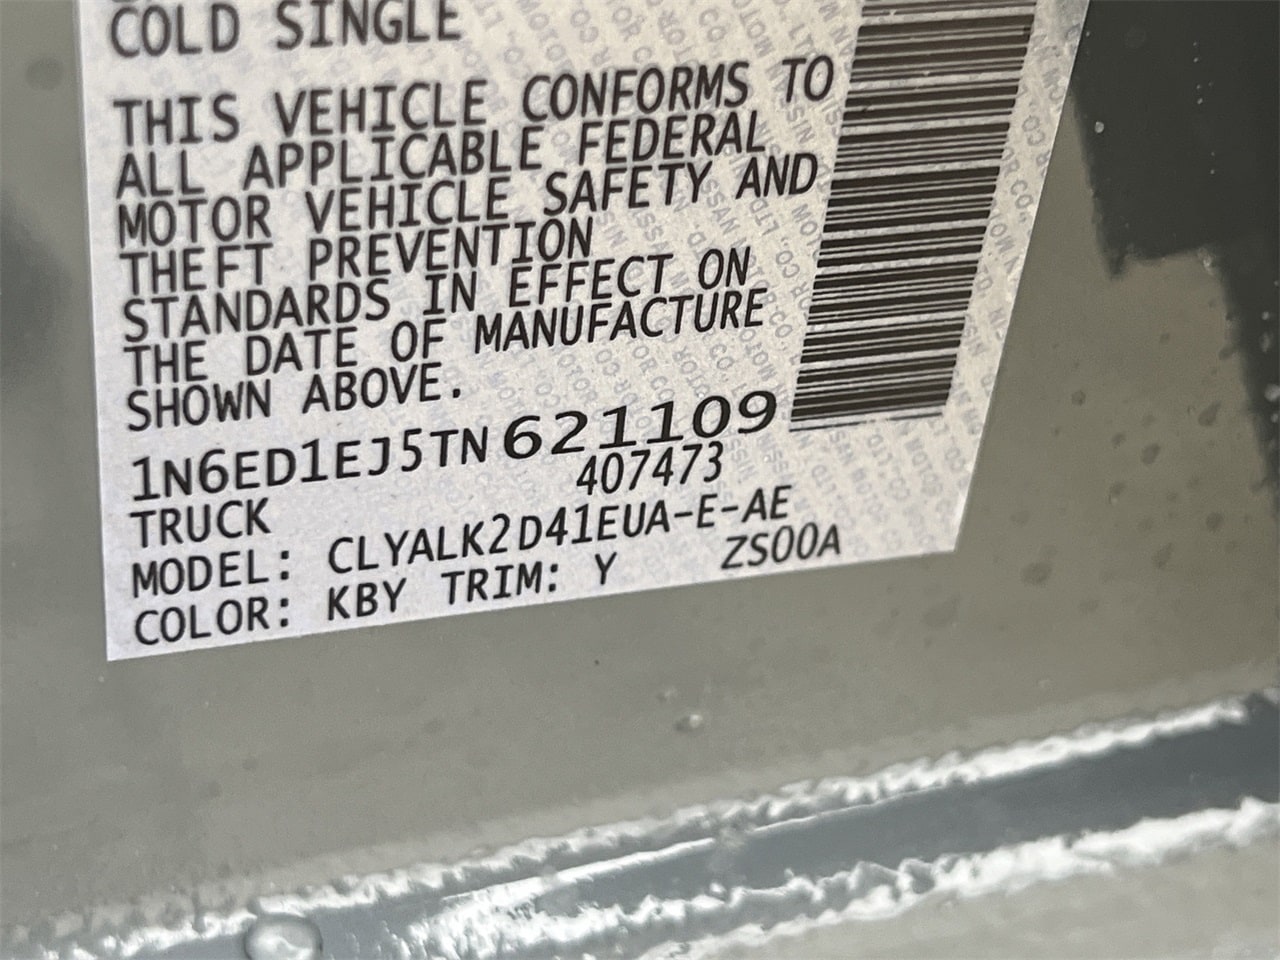 COLD SINGLE
THIS VEHICLE CONFORMS TO
ALL APPLICABLE FEDERAL
MOTOR VEHICLE SAFETY AND
THEFT PREVENTION
STANDARDS IN EFFECT ON
THE DATE OF MANUFACTURE
SHOWN ABOVE.
1N6ED1EJ5TN621109
407473
TRUCK
MODEL: CLYALK2D41EUA-E-AE
COLOR: KBY TRIM: Y ZS00A